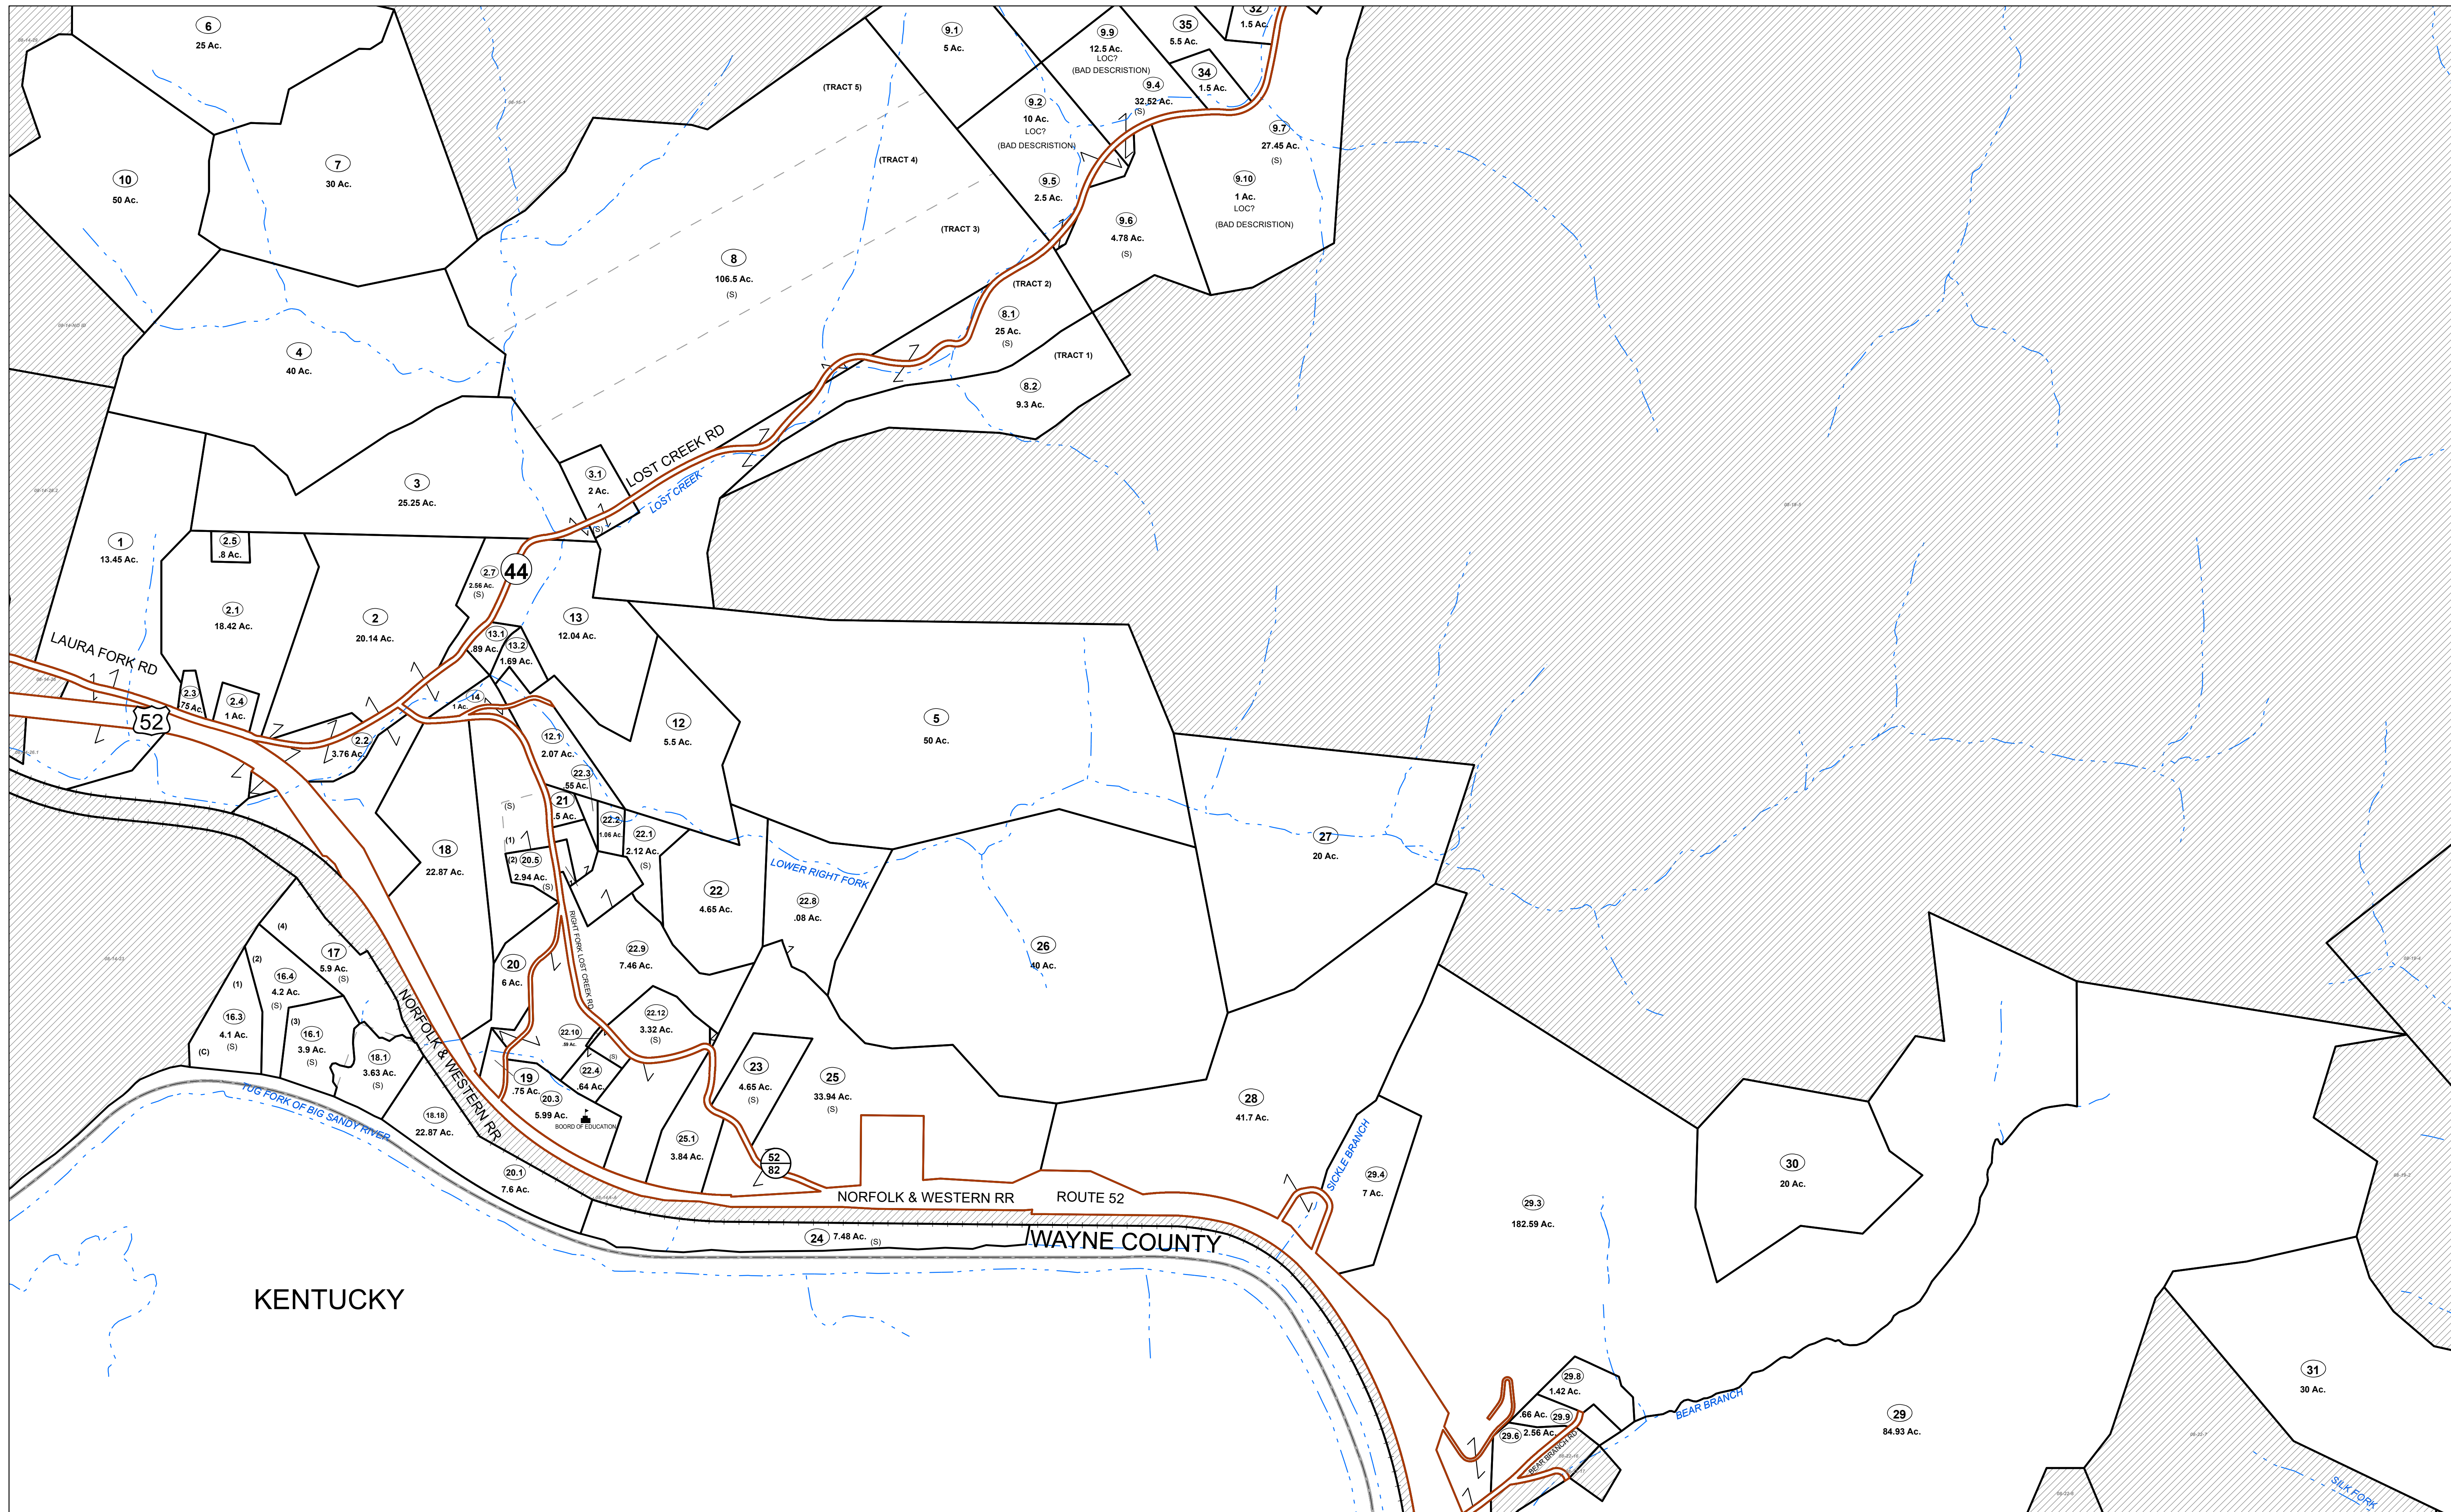 6
25 Ac.
10
50 Ac.
7
30 Ac.
4
40 Ac.
9.1
5 Ac.
9.9
12.5 Ac.
LOC?
(BAD DESCRISTION)
35
5.5 Ac.
32
1.5 Ac.
34
1.5 Ac.
9.4
32.52 Ac.
(S)
9.2
10 Ac.
LOC?
(BAD DESCRISTION)
9.7
27.45 Ac.
(S)
9.10
1 Ac.
LOC?
(BAD DESCRISTION)
9.5
2.5 Ac.
9.6
4.78 Ac.
(S)
(TRACT 5)
(TRACT 4)
(TRACT 3)
(TRACT 2)
(TRACT 1)
8
106.5 Ac.
(S)
8.1
25 Ac.
(S)
8.2
9.3 Ac.
3
25.25 Ac.
3.1
2 Ac.
(S)
LOST CREEK RD
LOST CREEK
1
13.45 Ac.
2.5
.8 Ac.
2.1
18.42 Ac.
2
20.14 Ac.
2.7
2.56 Ac.
(S)
44
13
12.04 Ac.
13.1
.89 Ac.
13.2
1.69 Ac.
LAURA FORK RD
52
2.3
.75 Ac.
2.4
1 Ac.
2.2
3.76 Ac.
14
1 Ac.
12
5.5 Ac.
12.1
2.07 Ac.
5
50 Ac.
22.3
.55 Ac.
21
.5 Ac.
22.2
1.06 Ac.
22.1
2.12 Ac.
(S)
(S)
(1)
(2)
20.5
2.94 Ac.
(S)
18
22.87 Ac.
22
4.65 Ac.
22.8
.08 Ac.
LOWER RIGHT FORK
27
20 Ac.
26
40 Ac.
RIGHT FORK LOST CREEK RD
22.9
7.46 Ac.
20
6 Ac.
(4)
17
5.9 Ac.
(S)
(2)
16.4
4.2 Ac.
(S)
(1)
16.3
4.1 Ac.
(S)
(C)
(3)
16.1
3.9 Ac.
(S)
18.1
3.63 Ac.
(S)
NORFOLK & WESTERN RR
22.12
3.32 Ac.
(S)
22.10
.59 Ac.
(S)
22.4
.64 Ac.
19
.75 Ac.
20.3
5.99 Ac.
BOORD OF EDUCATION
23
4.65 Ac.
(S)
25
33.94 Ac.
(S)
25.1
3.84 Ac.
18.18
22.87 Ac.
20.1
7.6 Ac.
TUG FORK OF BIG SANDY RIVER
52
82
28
41.7 Ac.
SICKLE BRANCH
29.4
7 Ac.
NORFOLK & WESTERN RR
ROUTE 52
24
7.48 Ac.
(S)
WAYNE COUNTY
KENTUCKY
29.3
182.59 Ac.
30
20 Ac.
29.8
1.42 Ac.
.66 Ac.
29.9
29.6
2.56 Ac.
BEAR BRANCH RD
BEAR BRANCH
29
84.93 Ac.
31
30 Ac.
SILK FORK